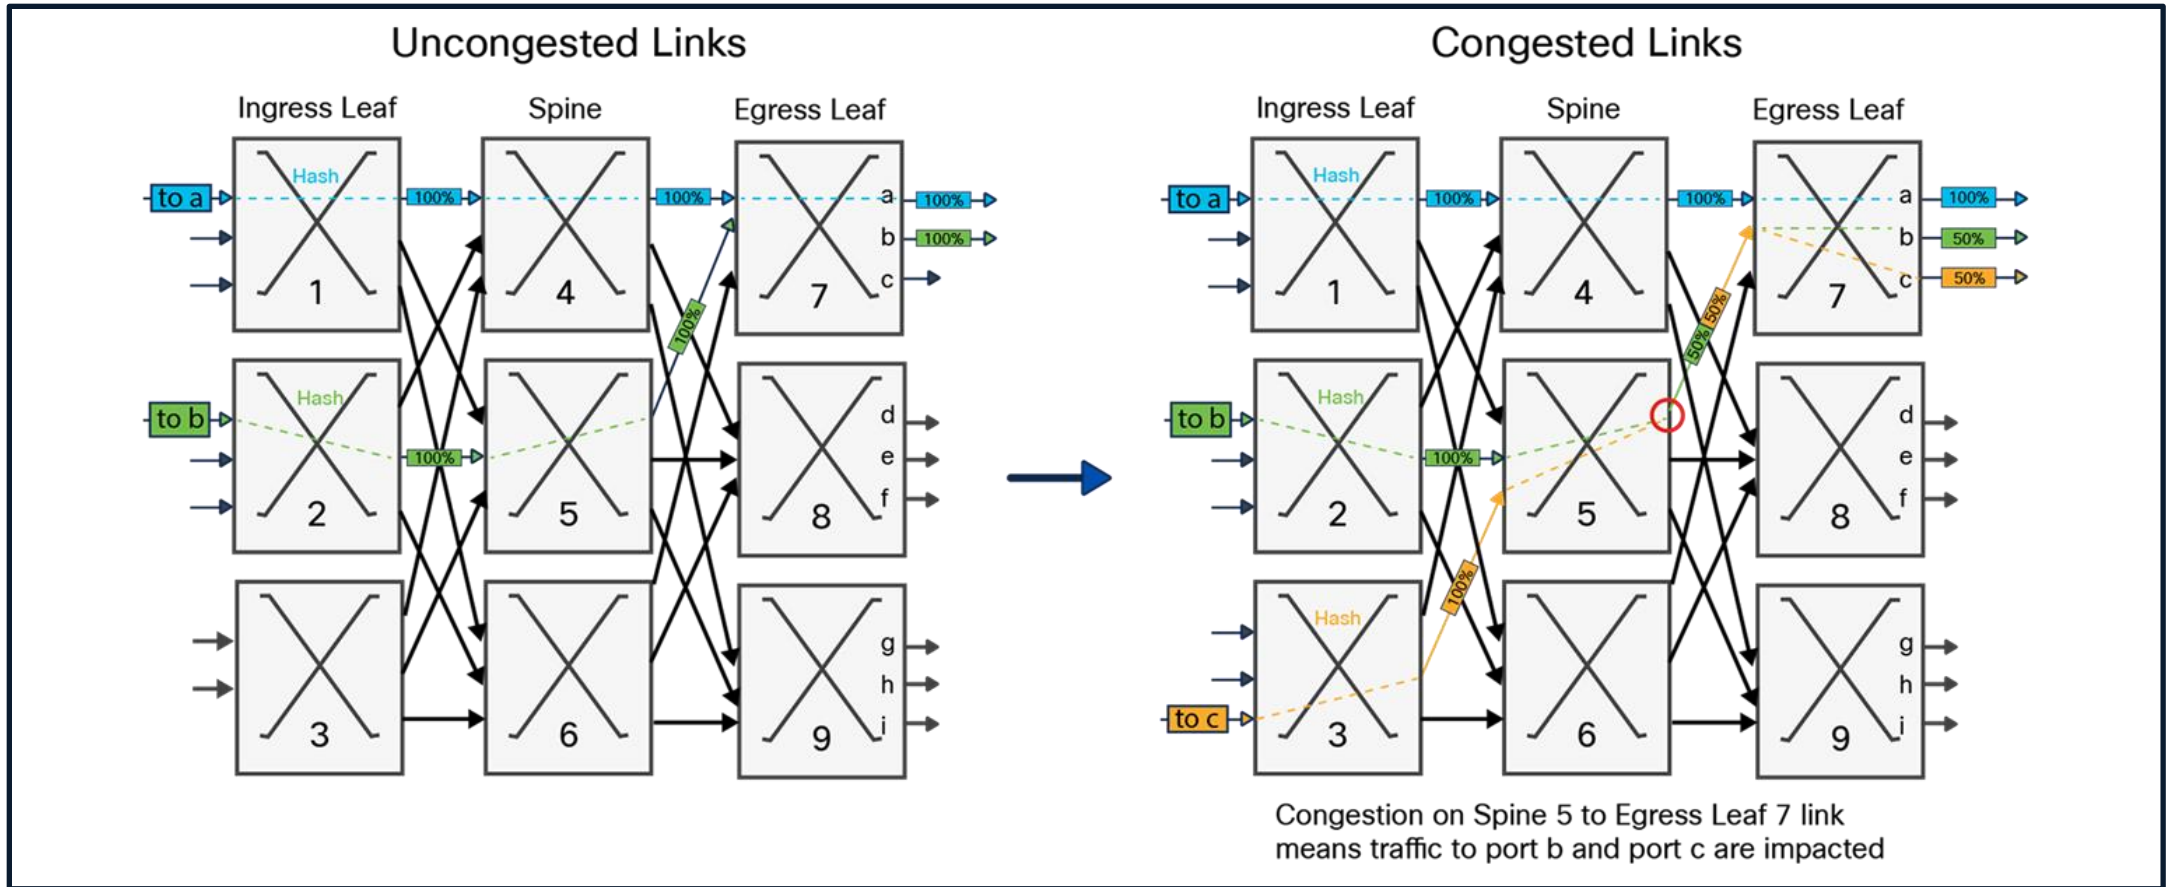 Uncongested Links
Ingress Leaf Spine Egress Leaf
to a Hash 100% 100% a 100%
b 100%
c
1 4 7
100%
to b Hash 100%
d
e
f
2 5 8
g
h
i
3 6 9
Congested Links
Ingress Leaf Spine Egress Leaf
to a Hash 100% 100% a 100%
b 50%
c 50%
1 4 7
50% 50%
to b Hash 100%
d
e
f
2 5 8
100%
Hash
g
h
i
to c
3 6 9
Congestion on Spine 5 to Egress Leaf 7 link
means traffic to port b and port c are impacted